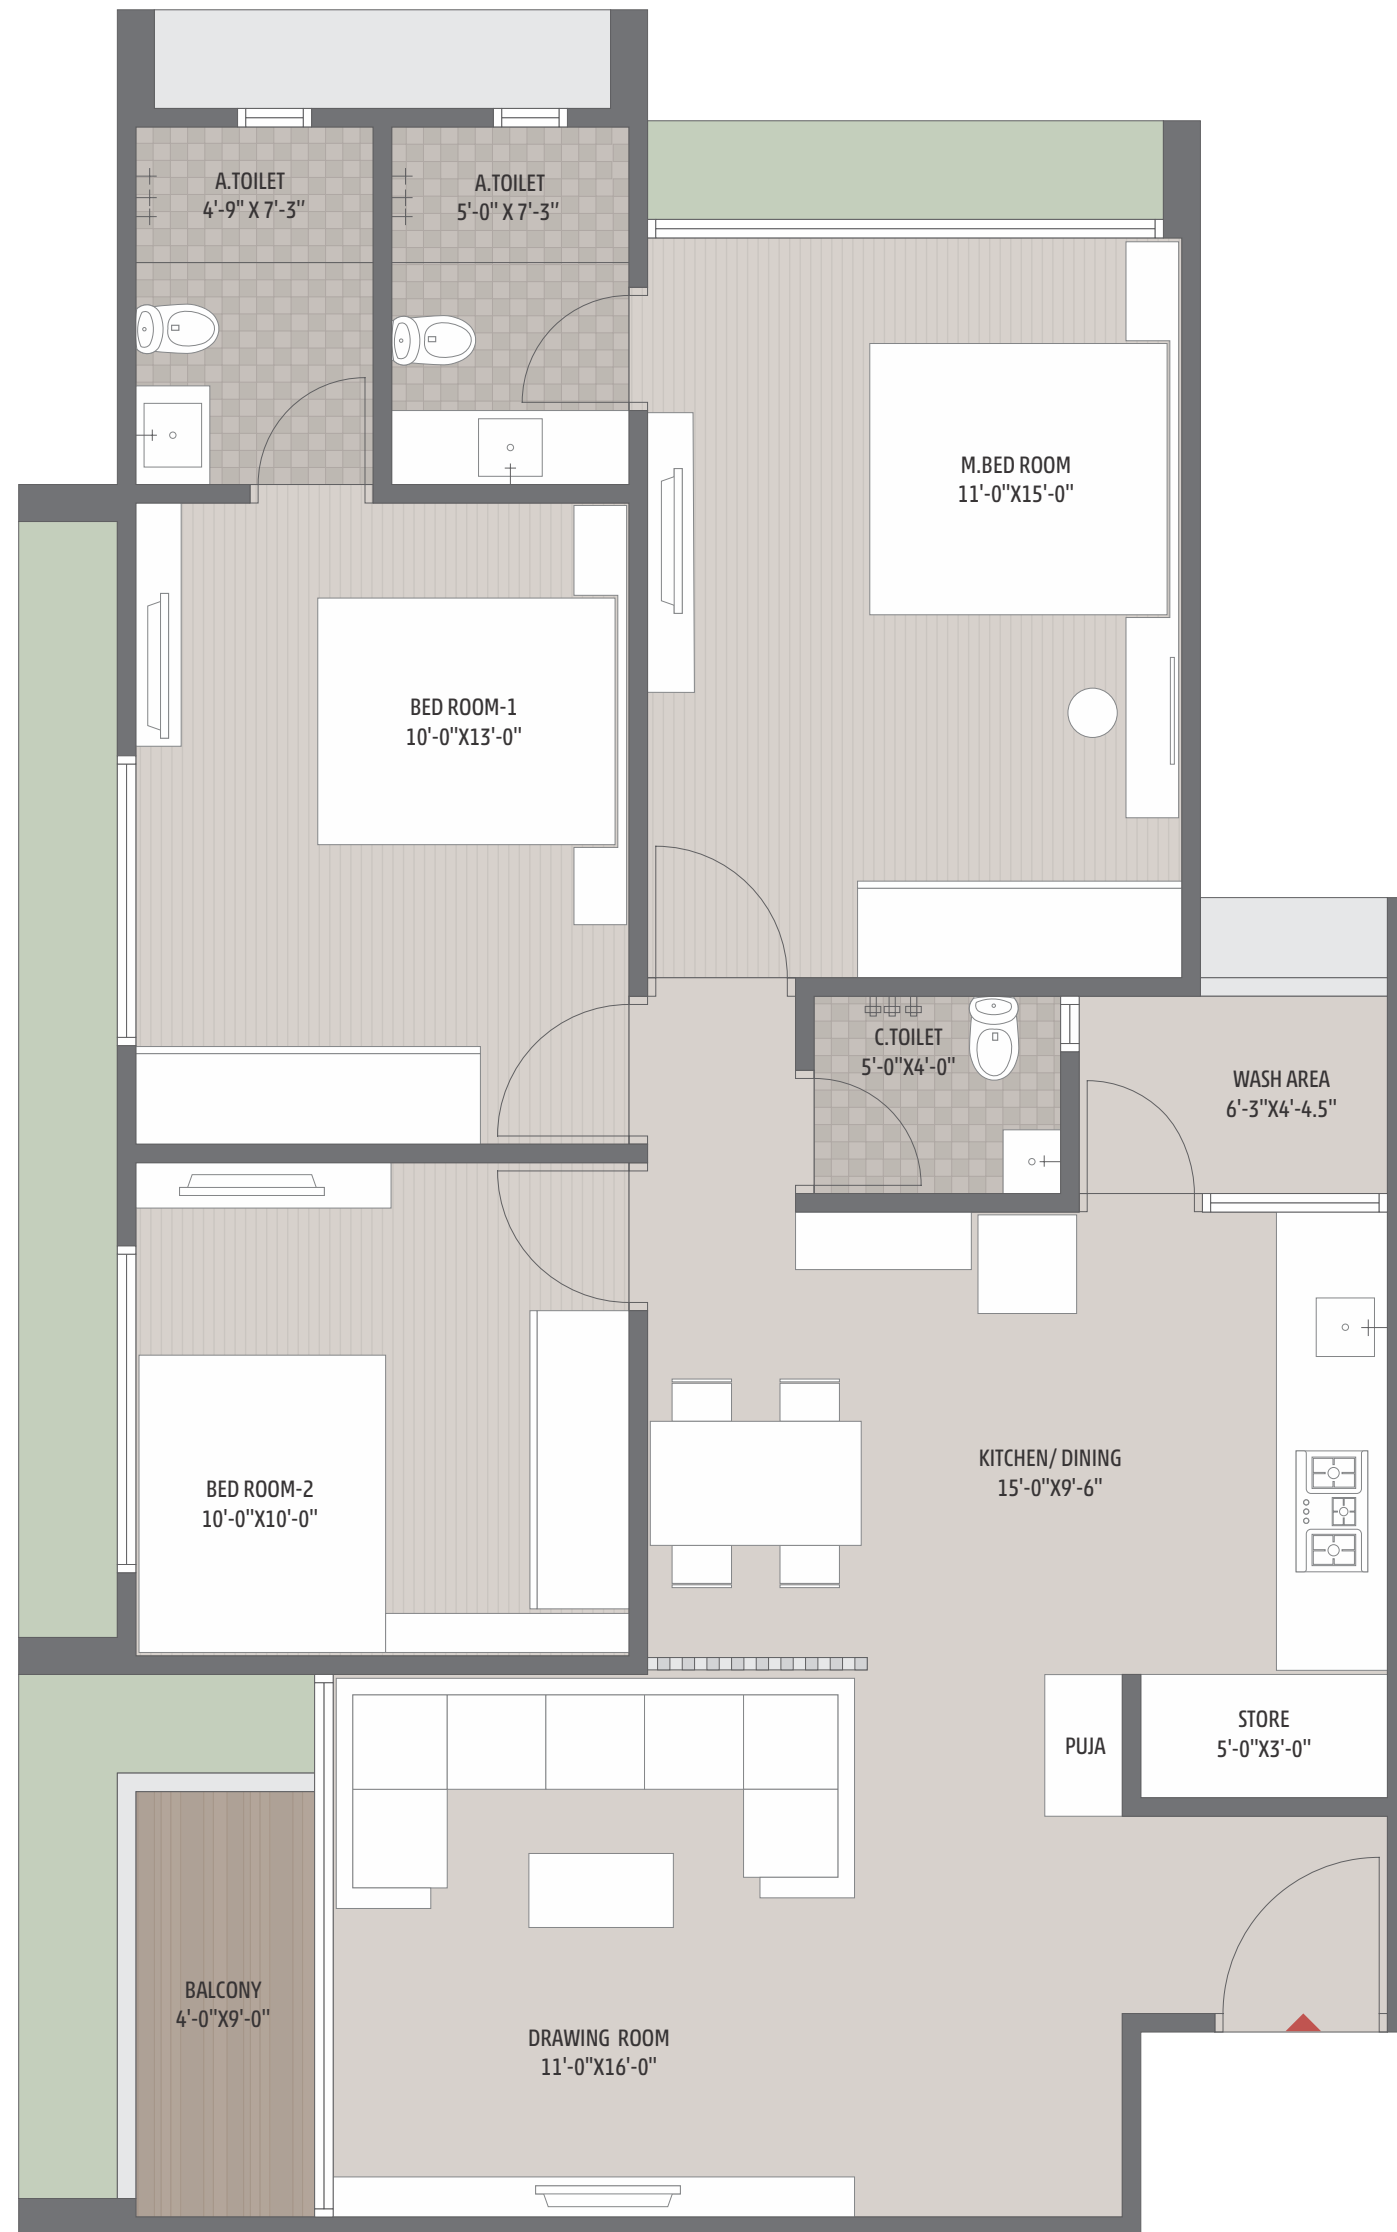 A.TOILET
4'-9" X 7'-3"
A.TOILET
5'-0" X 7'-3"
M.BED ROOM
11'-0"X15'-0"
BED ROOM-1
10'-0"X13'-0"
C.TOILET
5'-0"X4'-0"
WASH AREA
6'-3"X4'-4.5"
KITCHEN/ DINING
15'-0"X9'-6"
BED ROOM-2
10'-0"X10'-0"
PUJA
STORE
5'-0"X3'-0"
BALCONY
4'-0"X9'-0"
DRAWING ROOM
11'-0"X16'-0"